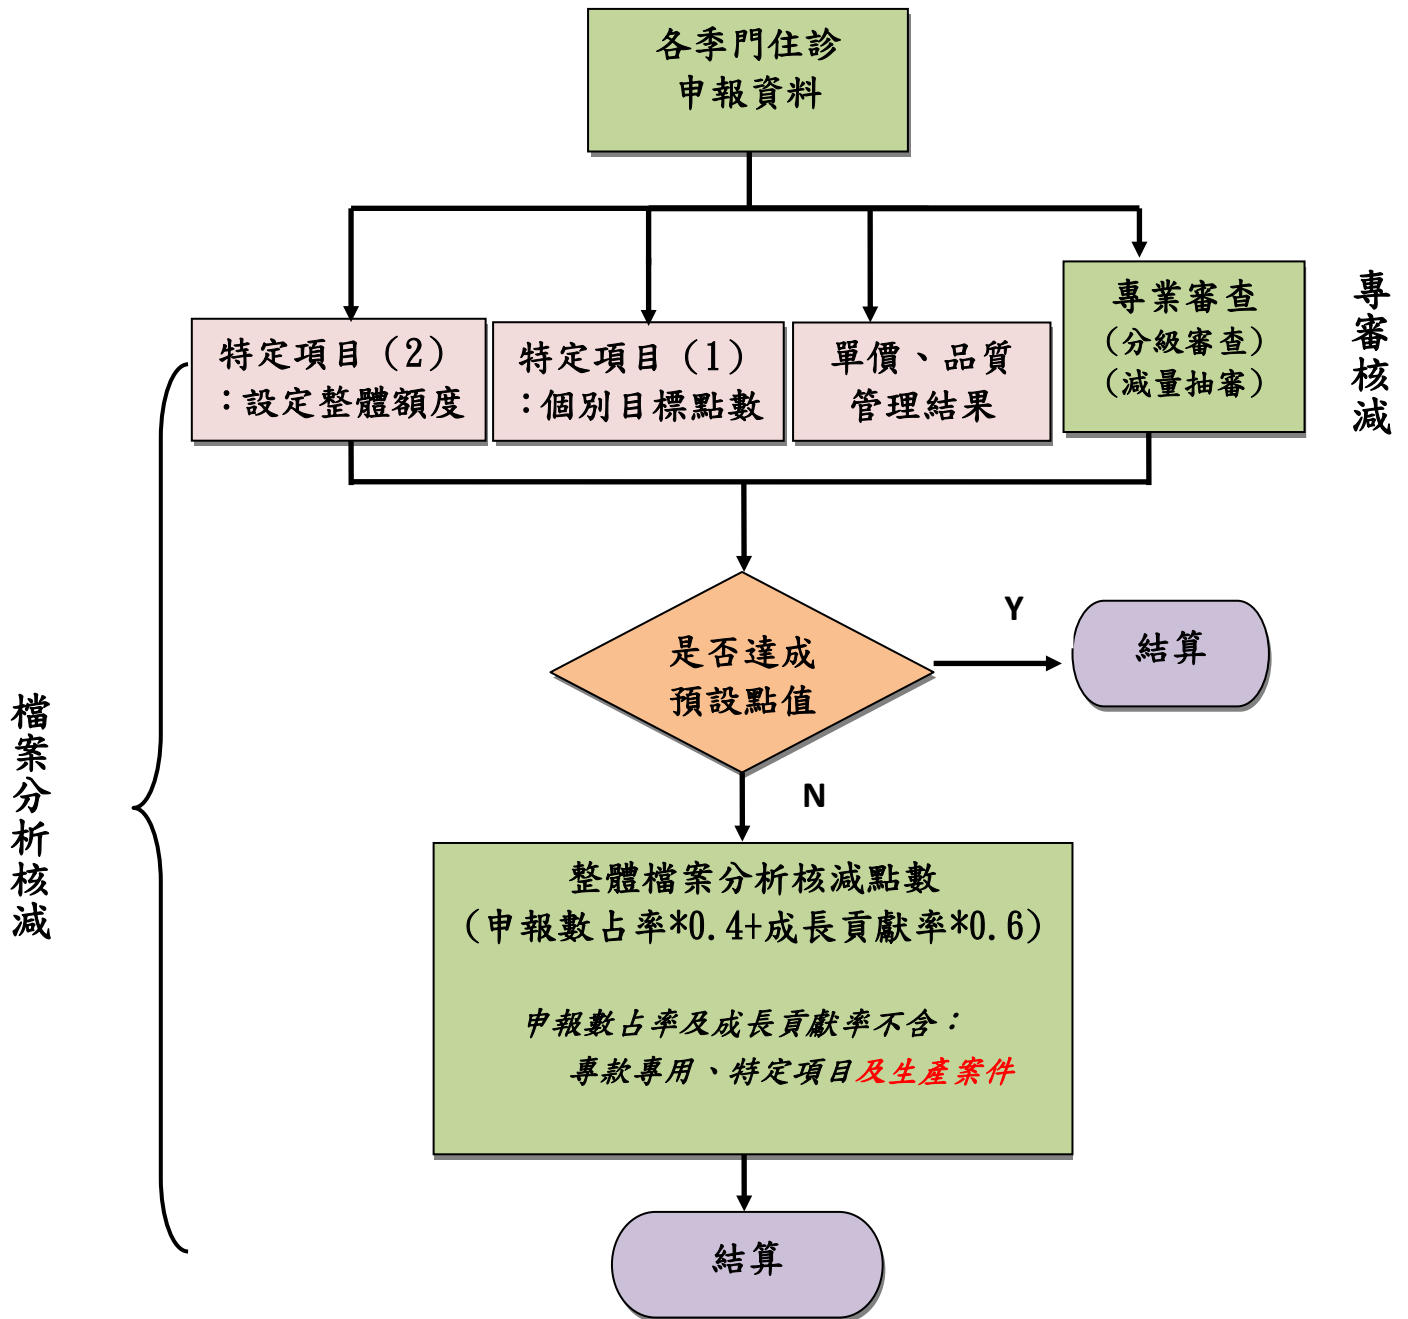 各季門住診
申報資料
特定項目(2)
：設定整體額度
特定項目(1)
：個別目標點數
單價、品質
管理結果
專業審查
(分級審查)
(減量抽審)
專審核減
是否達成
預設點值
Y
結算
N
檔案分析核減
整體檔案分析核減點數
(申報數占率*0.4+成長貢獻率*0.6)
申報數占率及成長貢獻率不含：
專款專用、特定項目及生產案件
結算